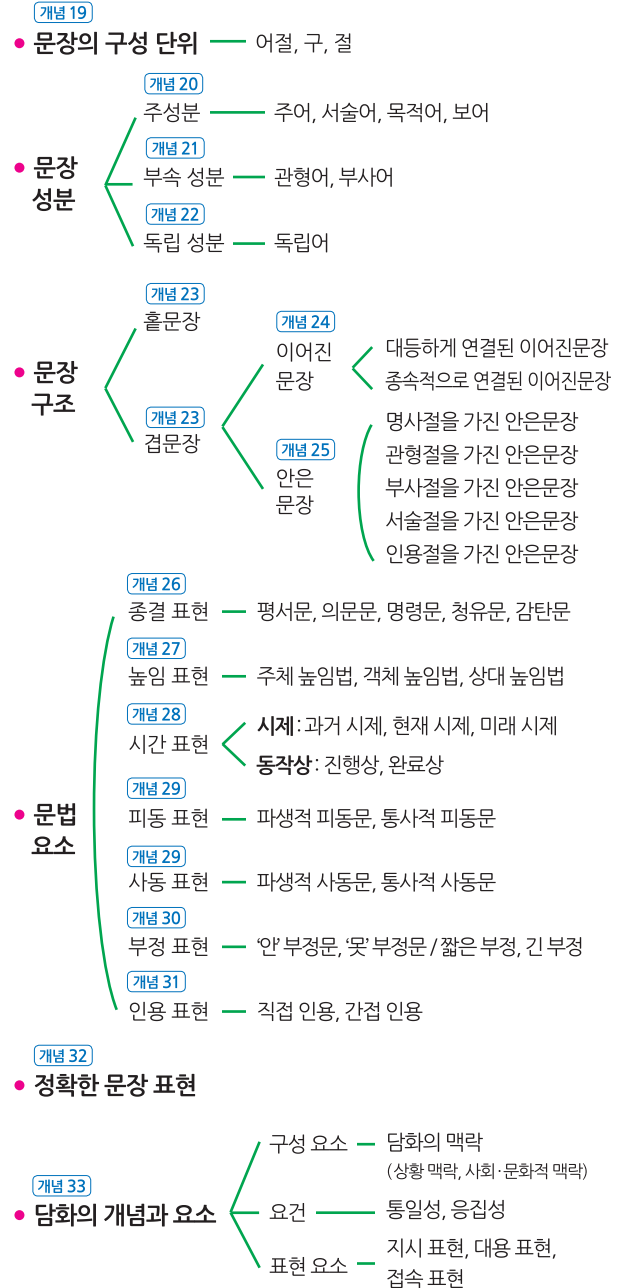 개념 19
• 문장의 구성 단위 어절, 구, 절
개념 20
주성분 주어, 서술어, 목적어, 보어
개념 21
• 문장
성분
부속 성분 관형어, 부사어
개념 22
독립 성분 독립어
개념 23
홑문장
개념 24
이어진
문장
대등하게 연결된 이어진문장
종속적으로 연결된 이어진문장
• 문장
구조
개념 23
겹문장
개념 25
안은
문장
명사절을 가진 안은문장
관형절을 가진 안은문장
부사절을 가진 안은문장
서술절을 가진 안은문장
인용절을 가진 안은문장
개념 26
종결 표현 평서문, 의문문, 명령문, 청유문, 감탄문
개념 27
높임 표현 주체 높임법, 객체 높임법, 상대 높임법
개념 28
시간 표현
시제 : 과거 시제, 현재 시제, 미래 시제
동작상 : 진행상, 완료상
개념 29
• 문법
요소
피동 표현 파생적 피동문, 통사적 피동문
개념 29
사동 표현 파생적 사동문, 통사적 사동문
개념 30
부정 표현 ‘안’ 부정문, ‘못’ 부정문 / 짧은 부정, 긴 부정
개념 31
인용 표현 직접 인용, 간접 인용
개념 32
• 정확한 문장 표현
개념 33
• 담화의 개념과 요소
구성 요소 담화의 맥락
(상황 맥락, 사회·문화적 맥락)
요건 통일성, 응집성
표현 요소 지시 표현, 대용 표현,
접속 표현